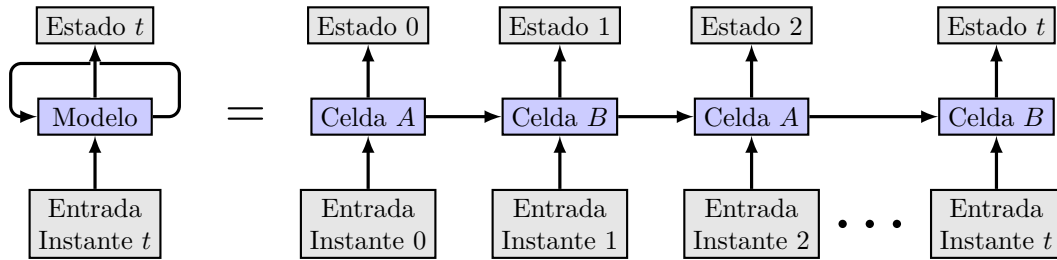 Estado t
Estado 0
Estado 1
Estado 2
Estado t
Modelo
=
Celda A
Celda B
Celda A
Celda B
Entrada
Instante t
Entrada
Instante 0
Entrada
Instante 1
Entrada
Instante 2
...
Entrada
Instante t